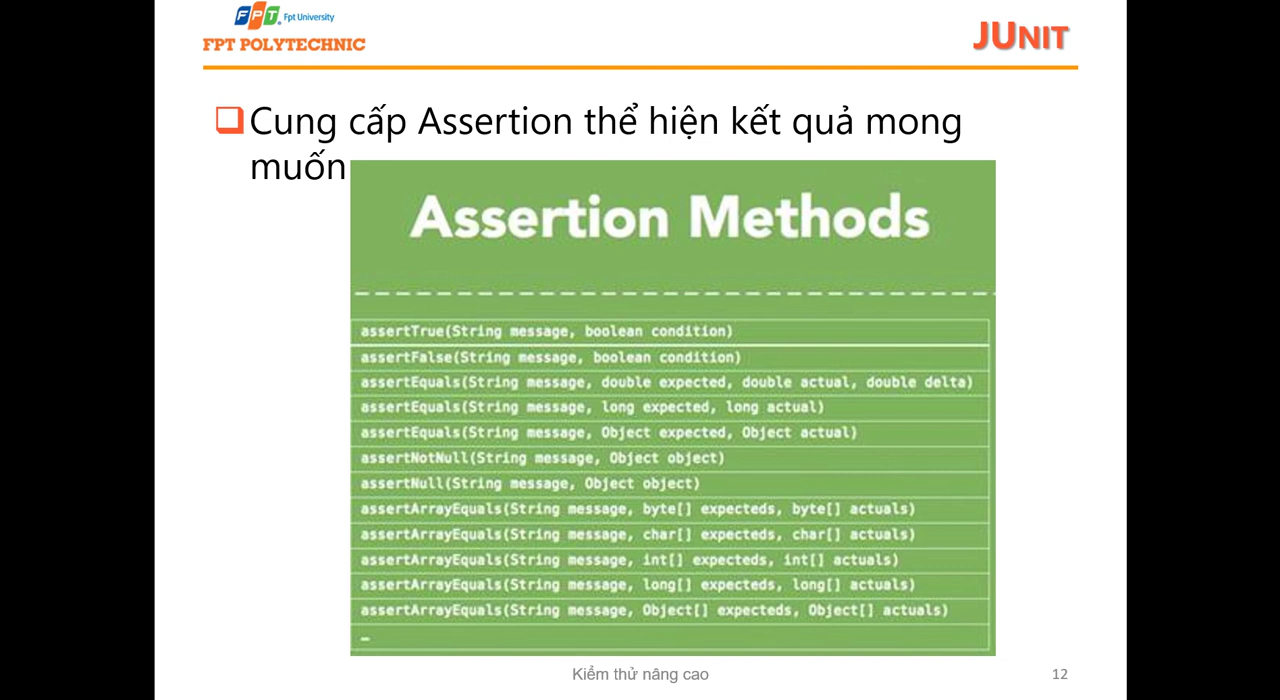 FPT Fpt University
FPT POLYTECHNIC
JUNIT
Cung cấp Assertion thể hiện kết quả mong
muốn
Assertion Methods
assertTrue(String message, boolean condition)
assertFalse(String message, boolean condition)
assertEquals(String message, double expected, double actual, double delta)
assertEquals(String message, long expected, long actual)
assertEquals(String message, Object expected, Object actual)
assertNotNull(String message, Object object)
assertNull(String message, Object object)
assertArrayEquals(String message, byte[] expecteds, byte[] actuals)
assertArrayEquals(String message, char[] expecteds, char[] actuals)
assertArrayEquals(String message, int[] expecteds, int[] actuals)
assertArrayEquals(String message, long[] expecteds, long[] actuals)
assertArrayEquals(String message, Object[] expecteds, Object[] actuals)
…
Kiểm thử nâng cao
12